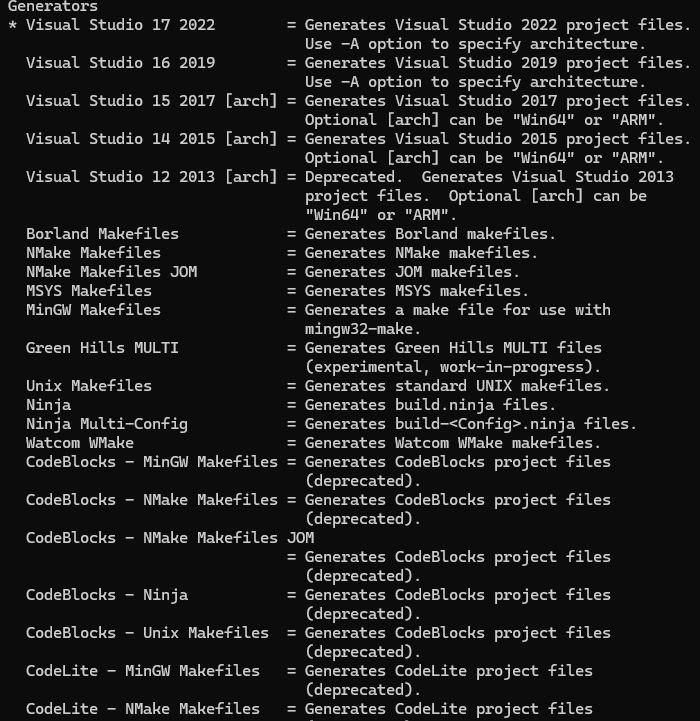 Generators
* Visual Studio 17 2022        = Generates Visual Studio 2022 project files.
                                 Use -A option to specify architecture.
  Visual Studio 16 2019        = Generates Visual Studio 2019 project files.
                                 Use -A option to specify architecture.
  Visual Studio 15 2017 [arch] = Generates Visual Studio 2017 project files.
                                 Optional [arch] can be "Win64" or "ARM".
  Visual Studio 14 2015 [arch] = Generates Visual Studio 2015 project files.
                                 Optional [arch] can be "Win64" or "ARM".
  Visual Studio 12 2013 [arch] = Deprecated.  Generates Visual Studio 2013
                                 project files.  Optional [arch] can be
                                 "Win64" or "ARM".
  Borland Makefiles            = Generates Borland makefiles.
  NMake Makefiles              = Generates NMake makefiles.
  NMake Makefiles JOM          = Generates JOM makefiles.
  MSYS Makefiles               = Generates MSYS makefiles.
  MinGW Makefiles              = Generates a make file for use with
                                 mingw32-make.
  Green Hills MULTI            = Generates Green Hills MULTI files
                                 (experimental, work-in-progress).
  Unix Makefiles               = Generates standard UNIX makefiles.
  Ninja                        = Generates build.ninja files.
  Ninja Multi-Config           = Generates build-<Config>.ninja files.
  Watcom WMake                 = Generates Watcom WMake makefiles.
  CodeBlocks - MinGW Makefiles = Generates CodeBlocks project files
                                 (deprecated).
  CodeBlocks - NMake Makefiles = Generates CodeBlocks project files
                                 (deprecated).
  CodeBlocks - NMake Makefiles JOM
                               = Generates CodeBlocks project files
                                 (deprecated).
  CodeBlocks - Ninja           = Generates CodeBlocks project files
                                 (deprecated).
  CodeBlocks - Unix Makefiles  = Generates CodeBlocks project files
                                 (deprecated).
  CodeLite - MinGW Makefiles   = Generates CodeLite project files
                                 (deprecated).
  CodeLite - NMake Makefiles   = Generates CodeLite project files